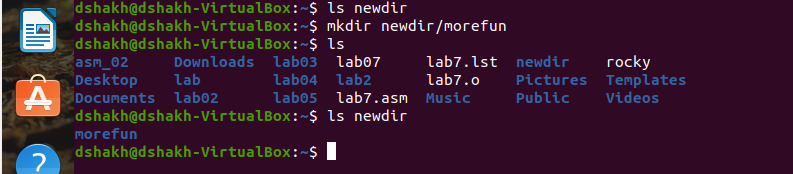 dshakh@dshakh-VirtualBox:~$ ls newdir
dshakh@dshakh-VirtualBox:~$ mkdir newdir/morefun
dshakh@dshakh-VirtualBox:~$ ls
asm_02 Downloads lab03 lab07 lab7.lst newdir rocky
Desktop lab lab04 lab2 lab7.o Pictures Templates
Documents lab02 lab05 lab7.asm Music Public Videos
dshakh@dshakh-VirtualBox:~$ ls newdir
morefun
dshakh@dshakh-VirtualBox:~$